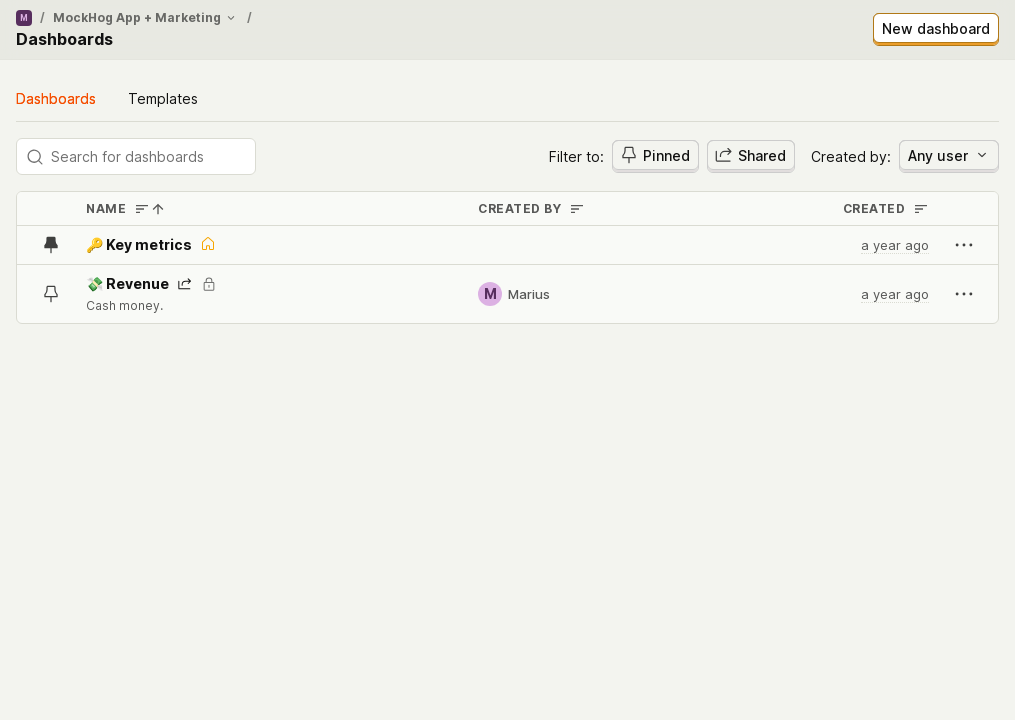 M / MockHog App + Marketing /
Dashboards
New dashboard
Dashboards Templates
Search for dashboards
Filter to: Pinned Shared Created by: Any user
NAME CREATED BY CREATED
🔑 Key metrics a year ago
💸 Revenue
Cash money.
M Marius a year ago